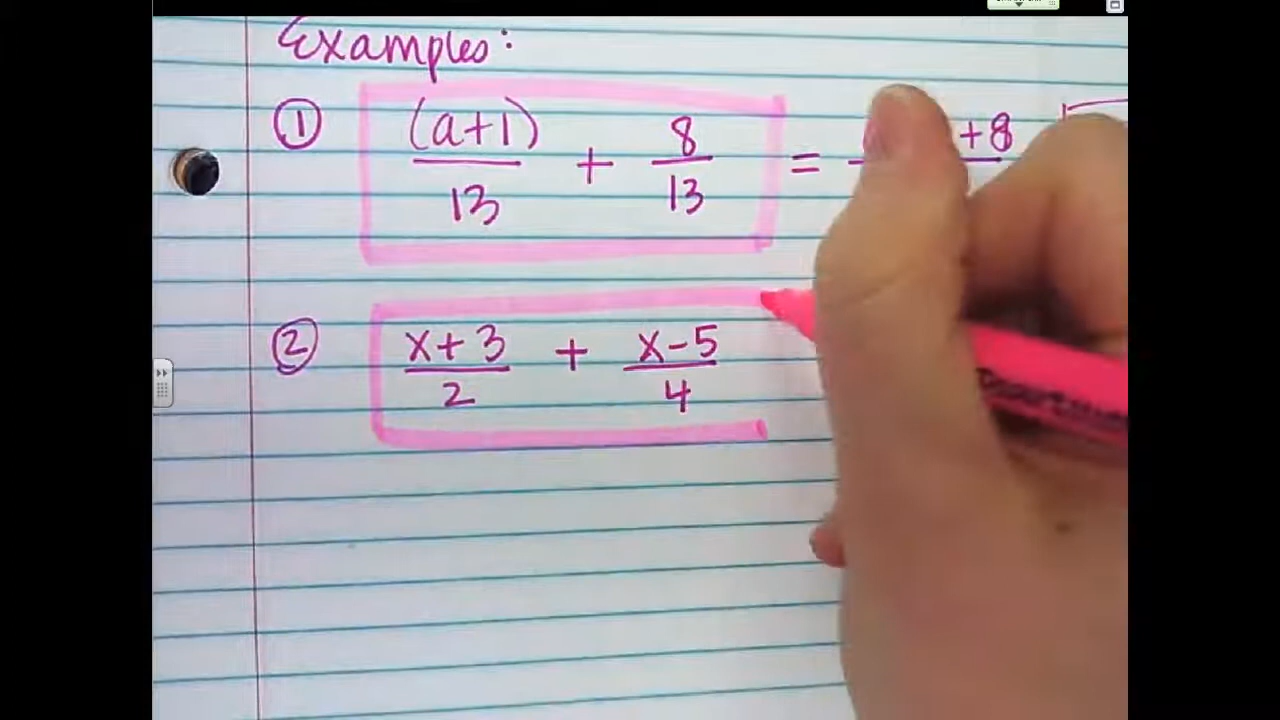 Examples:
① (a+1)/13 + 8/13 = +8
② x+3/2 + x-5/4